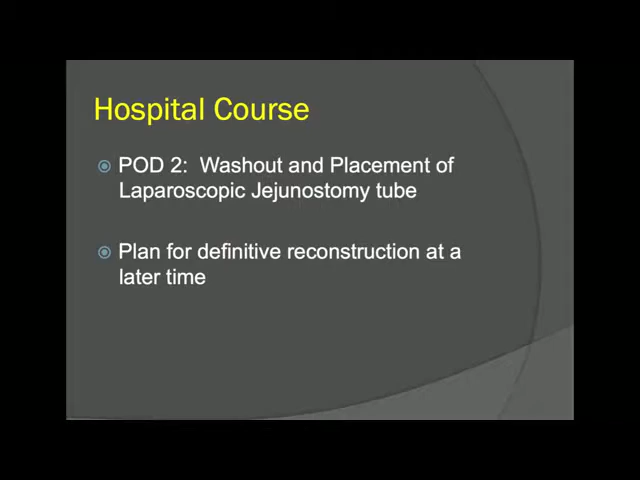 Hospital Course
POD 2: Washout and Placement of
Laparoscopic Jejunostomy tube
Plan for definitive reconstruction at a
later time